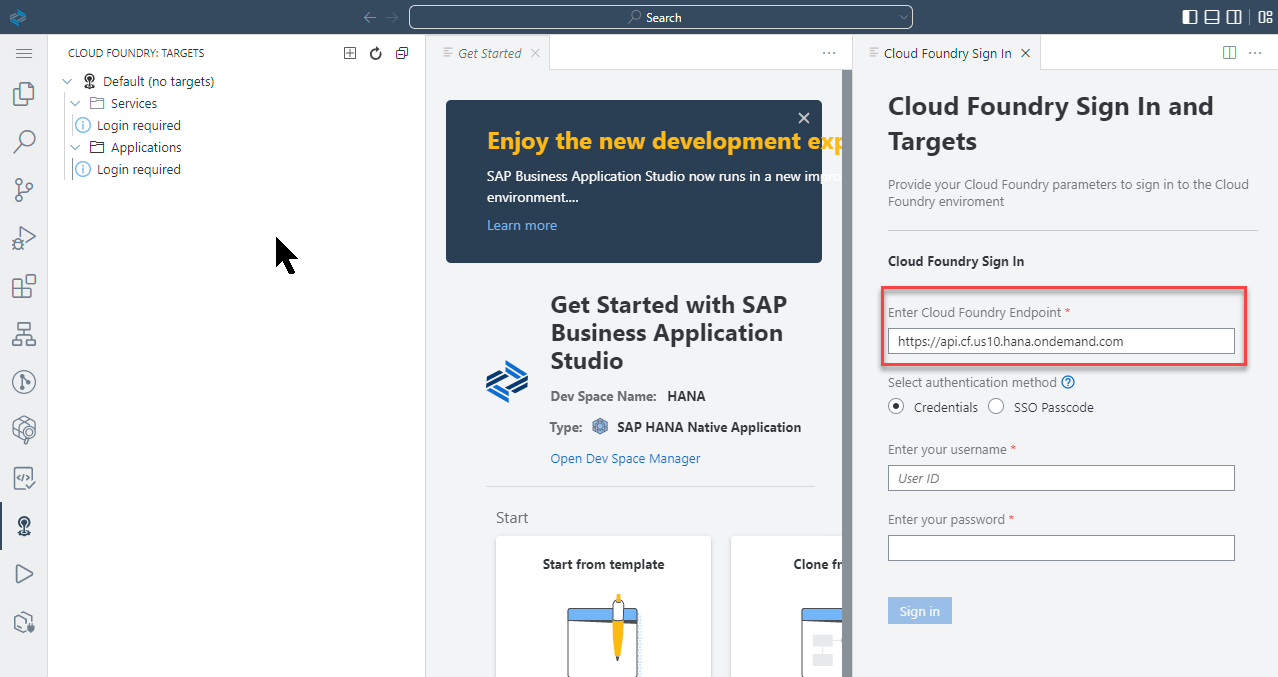 Search
CLOUD FOUNDRY: TARGETS
Default (no targets)
Services
Login required
Applications
Login required
Get Started
Enjoy the new development exp
SAP Business Application Studio now runs in a new impro
environment....
Learn more
Get Started with SAP
Business Application
Studio
Dev Space Name: HANA
Type: SAP HANA Native Application
Open Dev Space Manager
Start
Start from template
Clone fr
Cloud Foundry Sign In
Cloud Foundry Sign In and
Targets
Provide your Cloud Foundry parameters to sign in to the Cloud
Foundry enviroment
Cloud Foundry Sign In
Enter Cloud Foundry Endpoint *
https://api.cf.us10.hana.ondemand.com
Select authentication method
Credentials SSO Passcode
Enter your username *
User ID
Enter your password *
Sign in